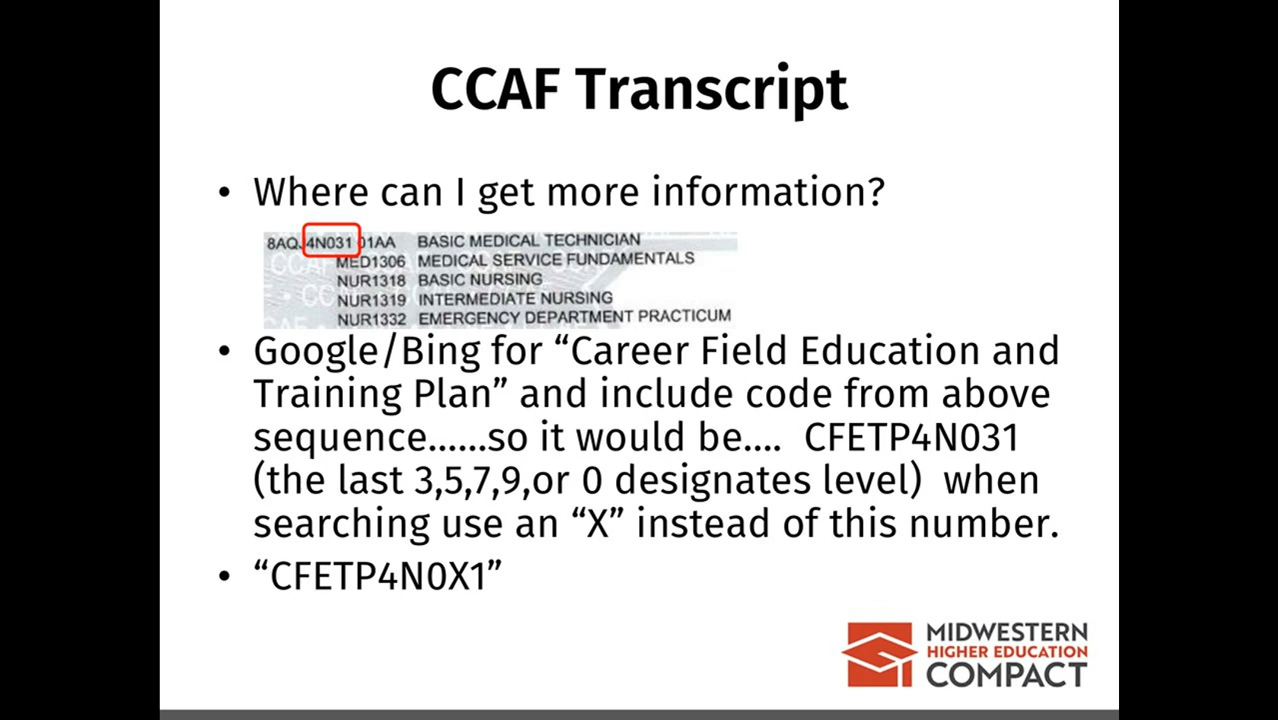 CCAF Transcript
• Where can I get more information?
8AQJ4N031 01AA BASIC MEDICAL TECHNICIAN
MED1306 MEDICAL SERVICE FUNDAMENTALS
NUR1318 BASIC NURSING
NUR1319 INTERMEDIATE NURSING
NUR1332 EMERGENCY DEPARTMENT PRACTICUM
• Google/Bing for “Career Field Education and
Training Plan” and include code from above
sequence......so it would be.... CFETP4N031
(the last 3,5,7,9,or 0 designates level) when
searching use an “X” instead of this number.
• “CFETP4N0X1”
MIDWESTERN
HIGHER EDUCATION
COMPACT